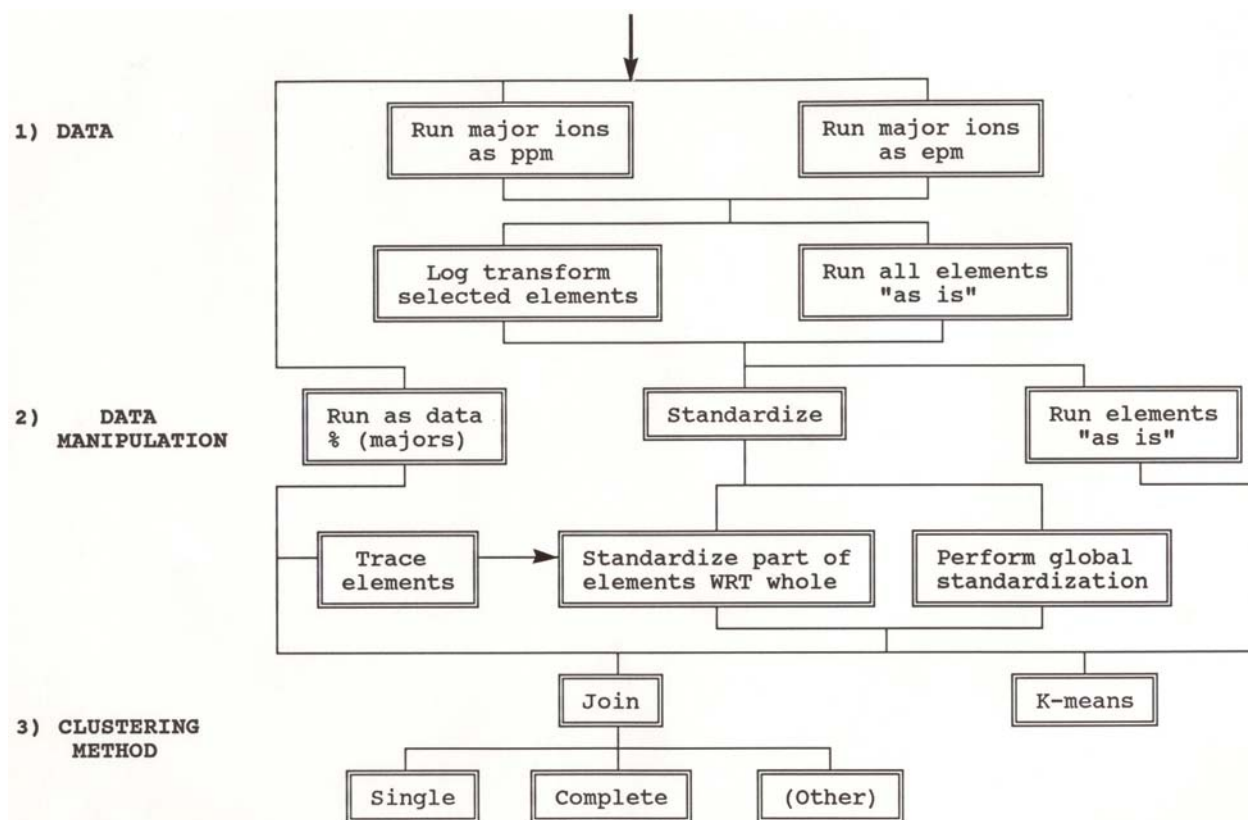 1) DATA
Run major ions
as ppm
Run major ions
as epm
Log transform
selected elements
Run all elements
"as is"
2) DATA
MANIPULATION
Run as data
% (majors)
Standardize
Run elements
"as is"
Trace
elements
Standardize part of
elements WRT whole
Perform global
standardization
3) CLUSTERING
METHOD
Join
K-means
Single
Complete
(Other)